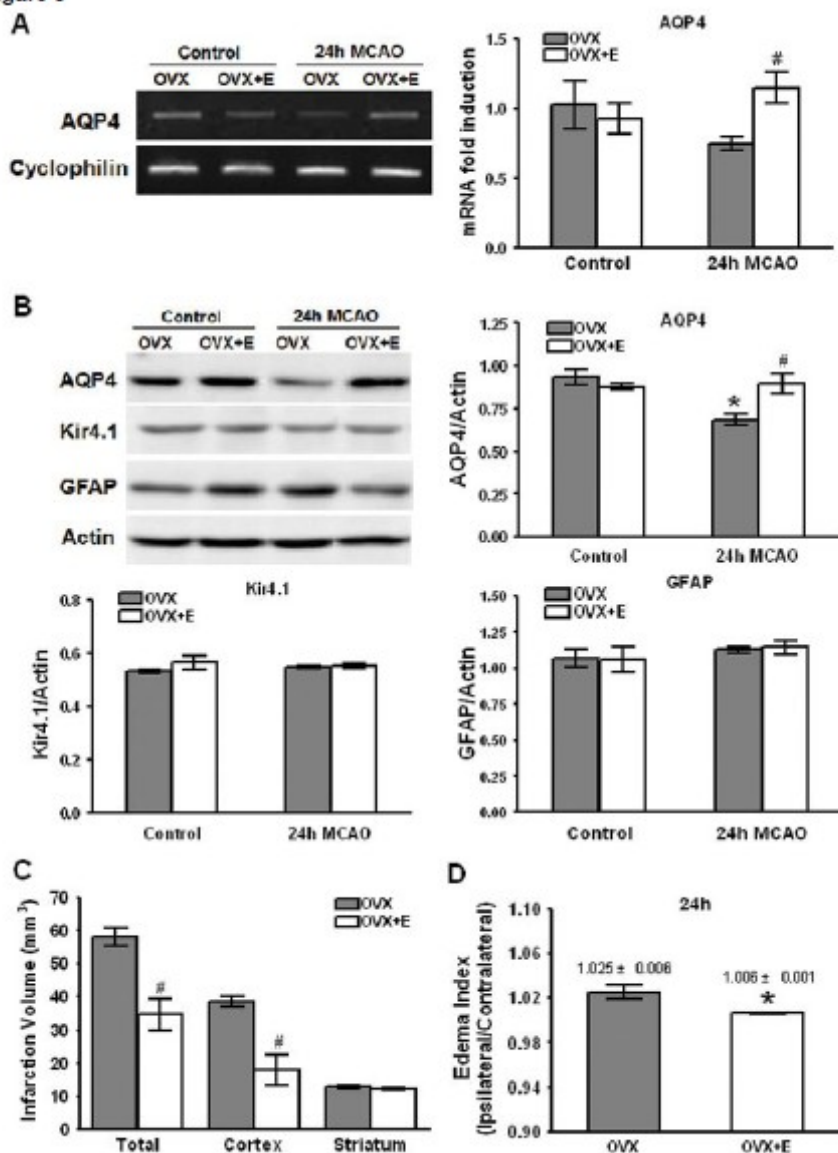 A
Control 24h MCAO
OVX OVX+E OVX OVX+E
AQP4
Cyclophilin
AQP4
OVX
OVX+E
#
mRNA fold induction
1.5
1.0
0.5
0.0
Control 24h MCAO
B
Control 24h MCAO
OVX OVX+E OVX OVX+E
AQP4
Kir4.1
GFAP
Actin
AQP4
OVX
OVX+E
* #
AQP4/Actin
1.25
1.00
0.75
0.50
0.25
0.00
Control 24h MCAO
Kir4.1
OVX
OVX+E
Kir4.1/Actin
0.8
0.6
0.4
0.2
0.0
Control 24h MCAO
GFAP
OVX
OVX+E
GFAP/Actin
1.50
1.25
1.00
0.75
0.50
0.25
0.00
Control 24h MCAO
C
OVX
OVX+E
# #
Infarction Volume (mm³)
70
60
50
40
30
20
10
0
Total Cortex Striatum
D
24h
1.025 ± 0.006 1.006 ± 0.001
*
Edema Index
(Ipsilateral/Contralateral)
1.10
1.06
1.02
0.98
0.94
0.90
OVX OVX+E